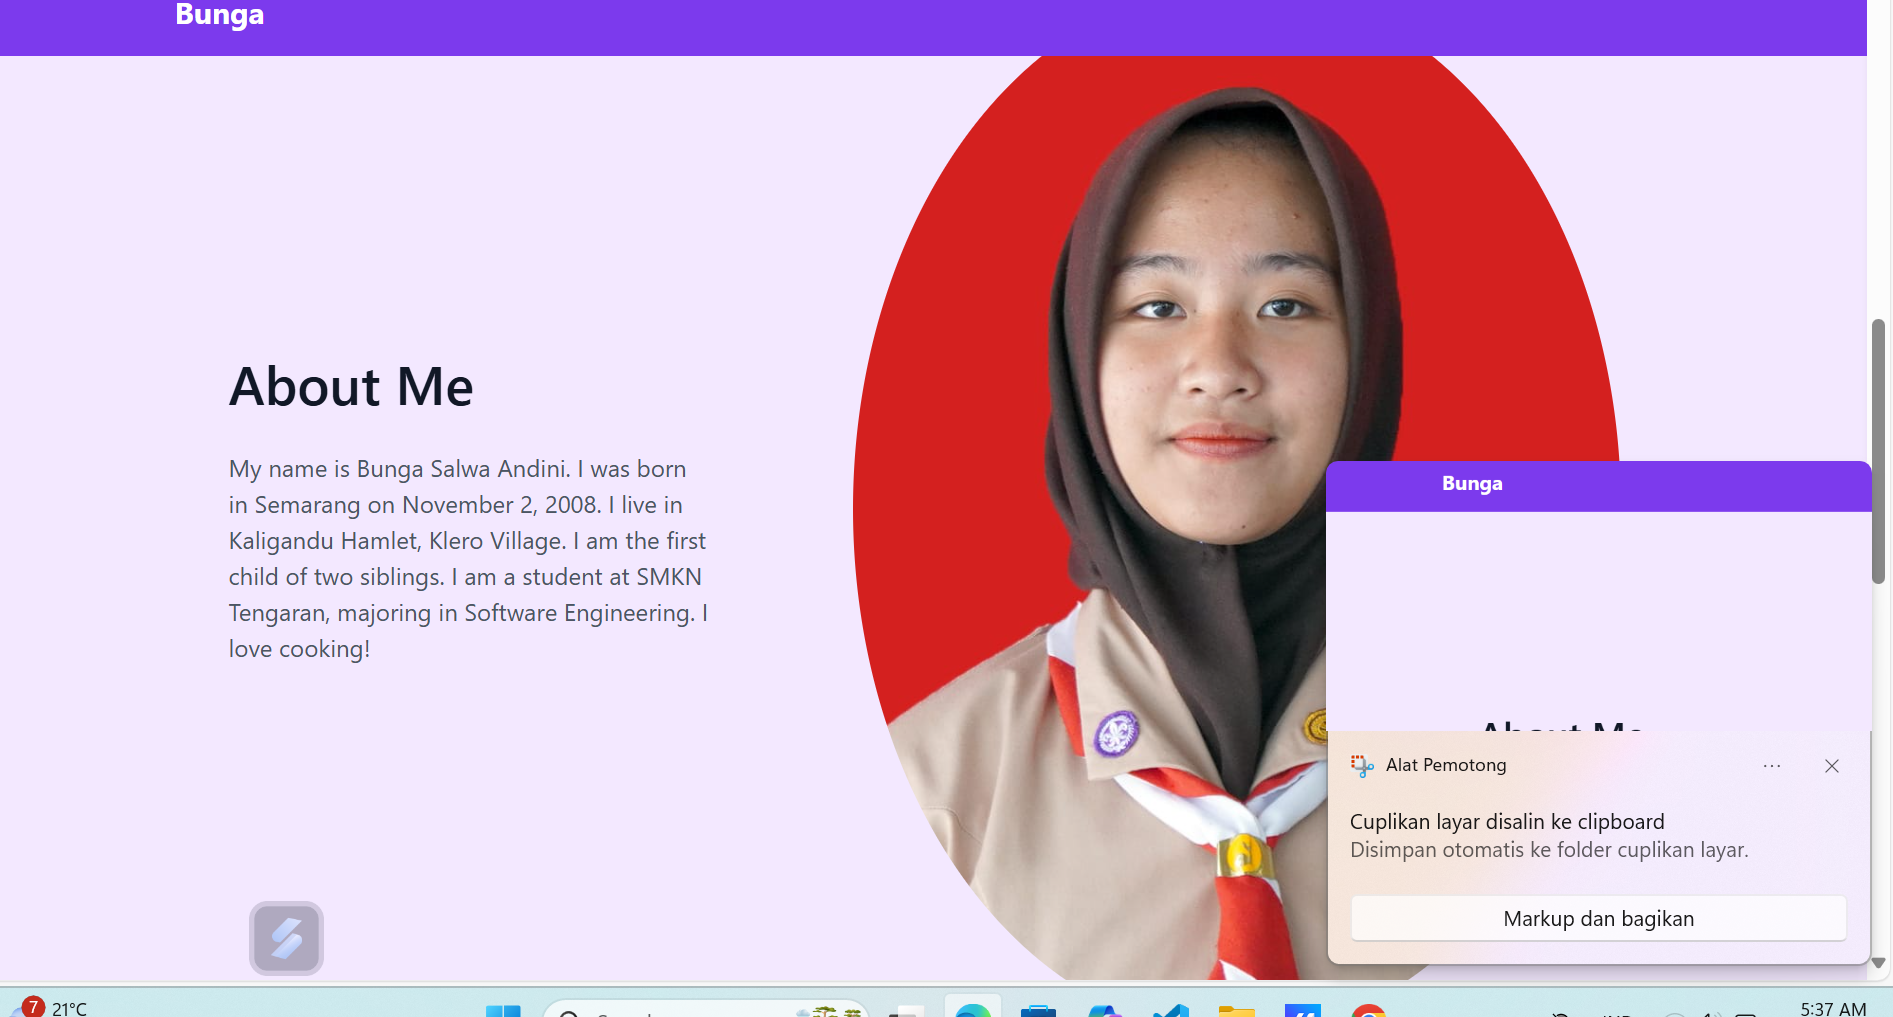 Bunga
About Me
My name is Bunga Salwa Andini. I was born
in Semarang on November 2, 2008. I live in
Kaligandu Hamlet, Klero Village. I am the first
child of two siblings. I am a student at SMKN
Tengaran, majoring in Software Engineering. I
love cooking!
Bunga
About Me
Alat Pemotong
Cuplikan layar disalin ke clipboard
Disimpan otomatis ke folder cuplikan layar.
Markup dan bagikan
7
21°C
5:37 AM